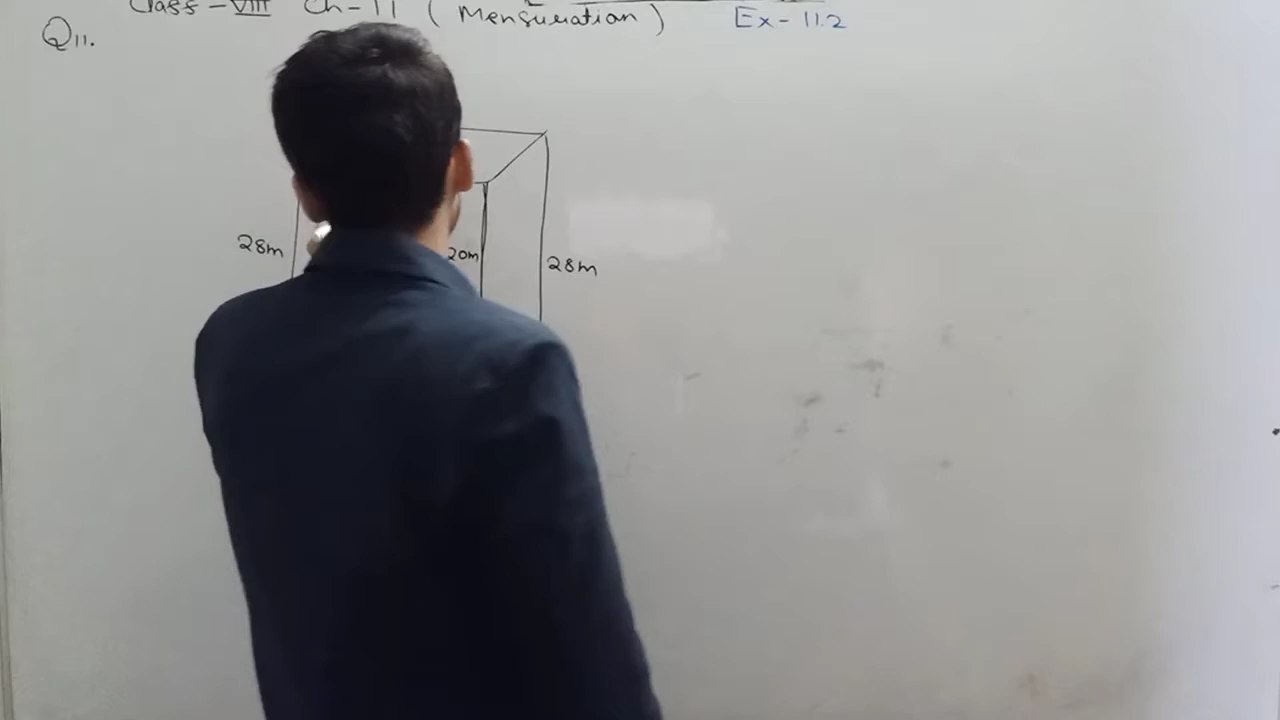 Class - VIII Ch - 11 ( Mensuration ) Ex - 11.2
Q11.
28m
20m
28m